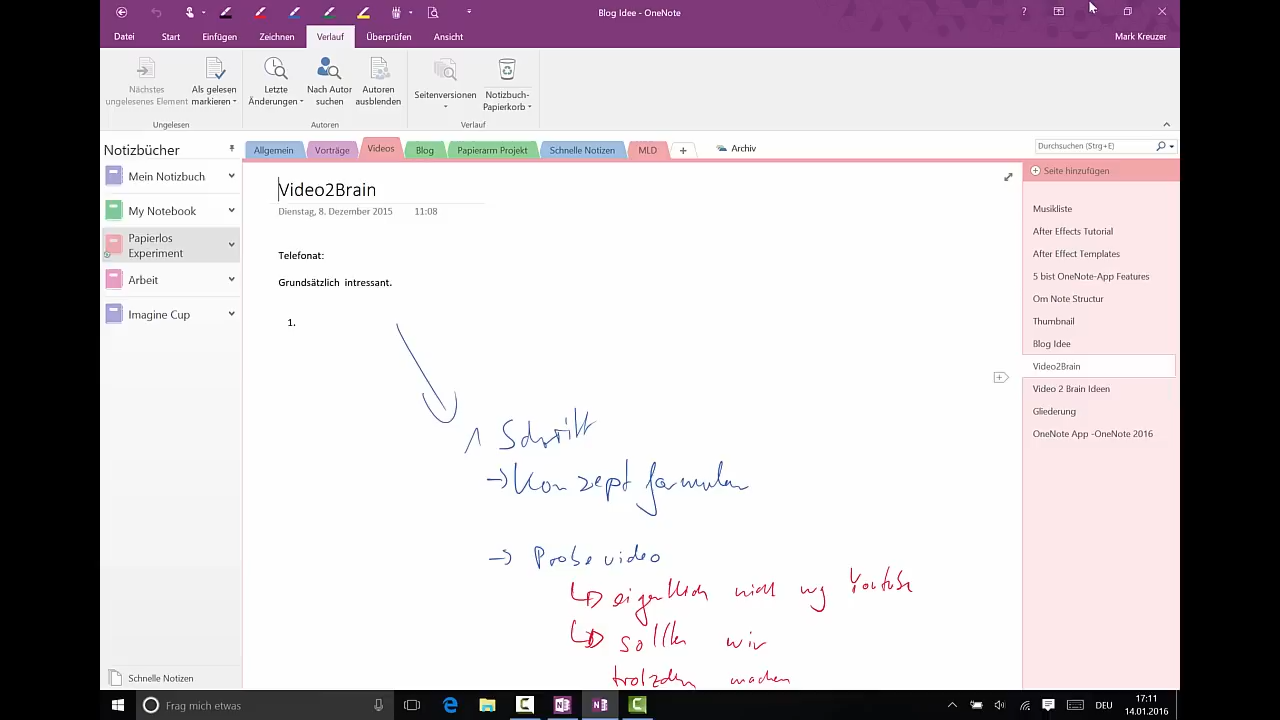 Blog Idee - OneNote
?
Datei Start Einfügen Zeichnen Verlauf Überprüfen Ansicht
Mark Kreuzer
Nächstes ungelesenes Element
Als gelesen markieren
Letzte Änderungen
Nach Autor suchen
Autoren ausblenden
Seitenversionen
Notizbuch-Papierkorb
Ungelesen
Autoren
Verlauf
Notizbücher
Mein Notizbuch
My Notebook
Papierlos Experiment
Arbeit
Imagine Cup
Schnelle Notizen
Allgemein Vorträge Videos Blog Papierarm Projekt Schnelle Notizen MLD + Archiv
Durchsuchen (Strg+E)
Video2Brain
Dienstag, 8. Dezember 2015 11:08
Telefonat:
Grundsätzlich intressant.
1.
1 Schritt
→ Konzept formular
→ Probevideo
eigentlich nicht wg Youtube
sollten wir
trotzdem machen
Seite hinzufügen
Musikliste
After Effects Tutorial
After Effect Templates
5 bist OneNote-App Features
Om Note Structur
Thumbnail
Blog Idee
Video2Brain
Video 2 Brain Ideen
Gliederung
OneNote App -OneNote 2016
Frag mich etwas
DEU
17:11
14.01.2016